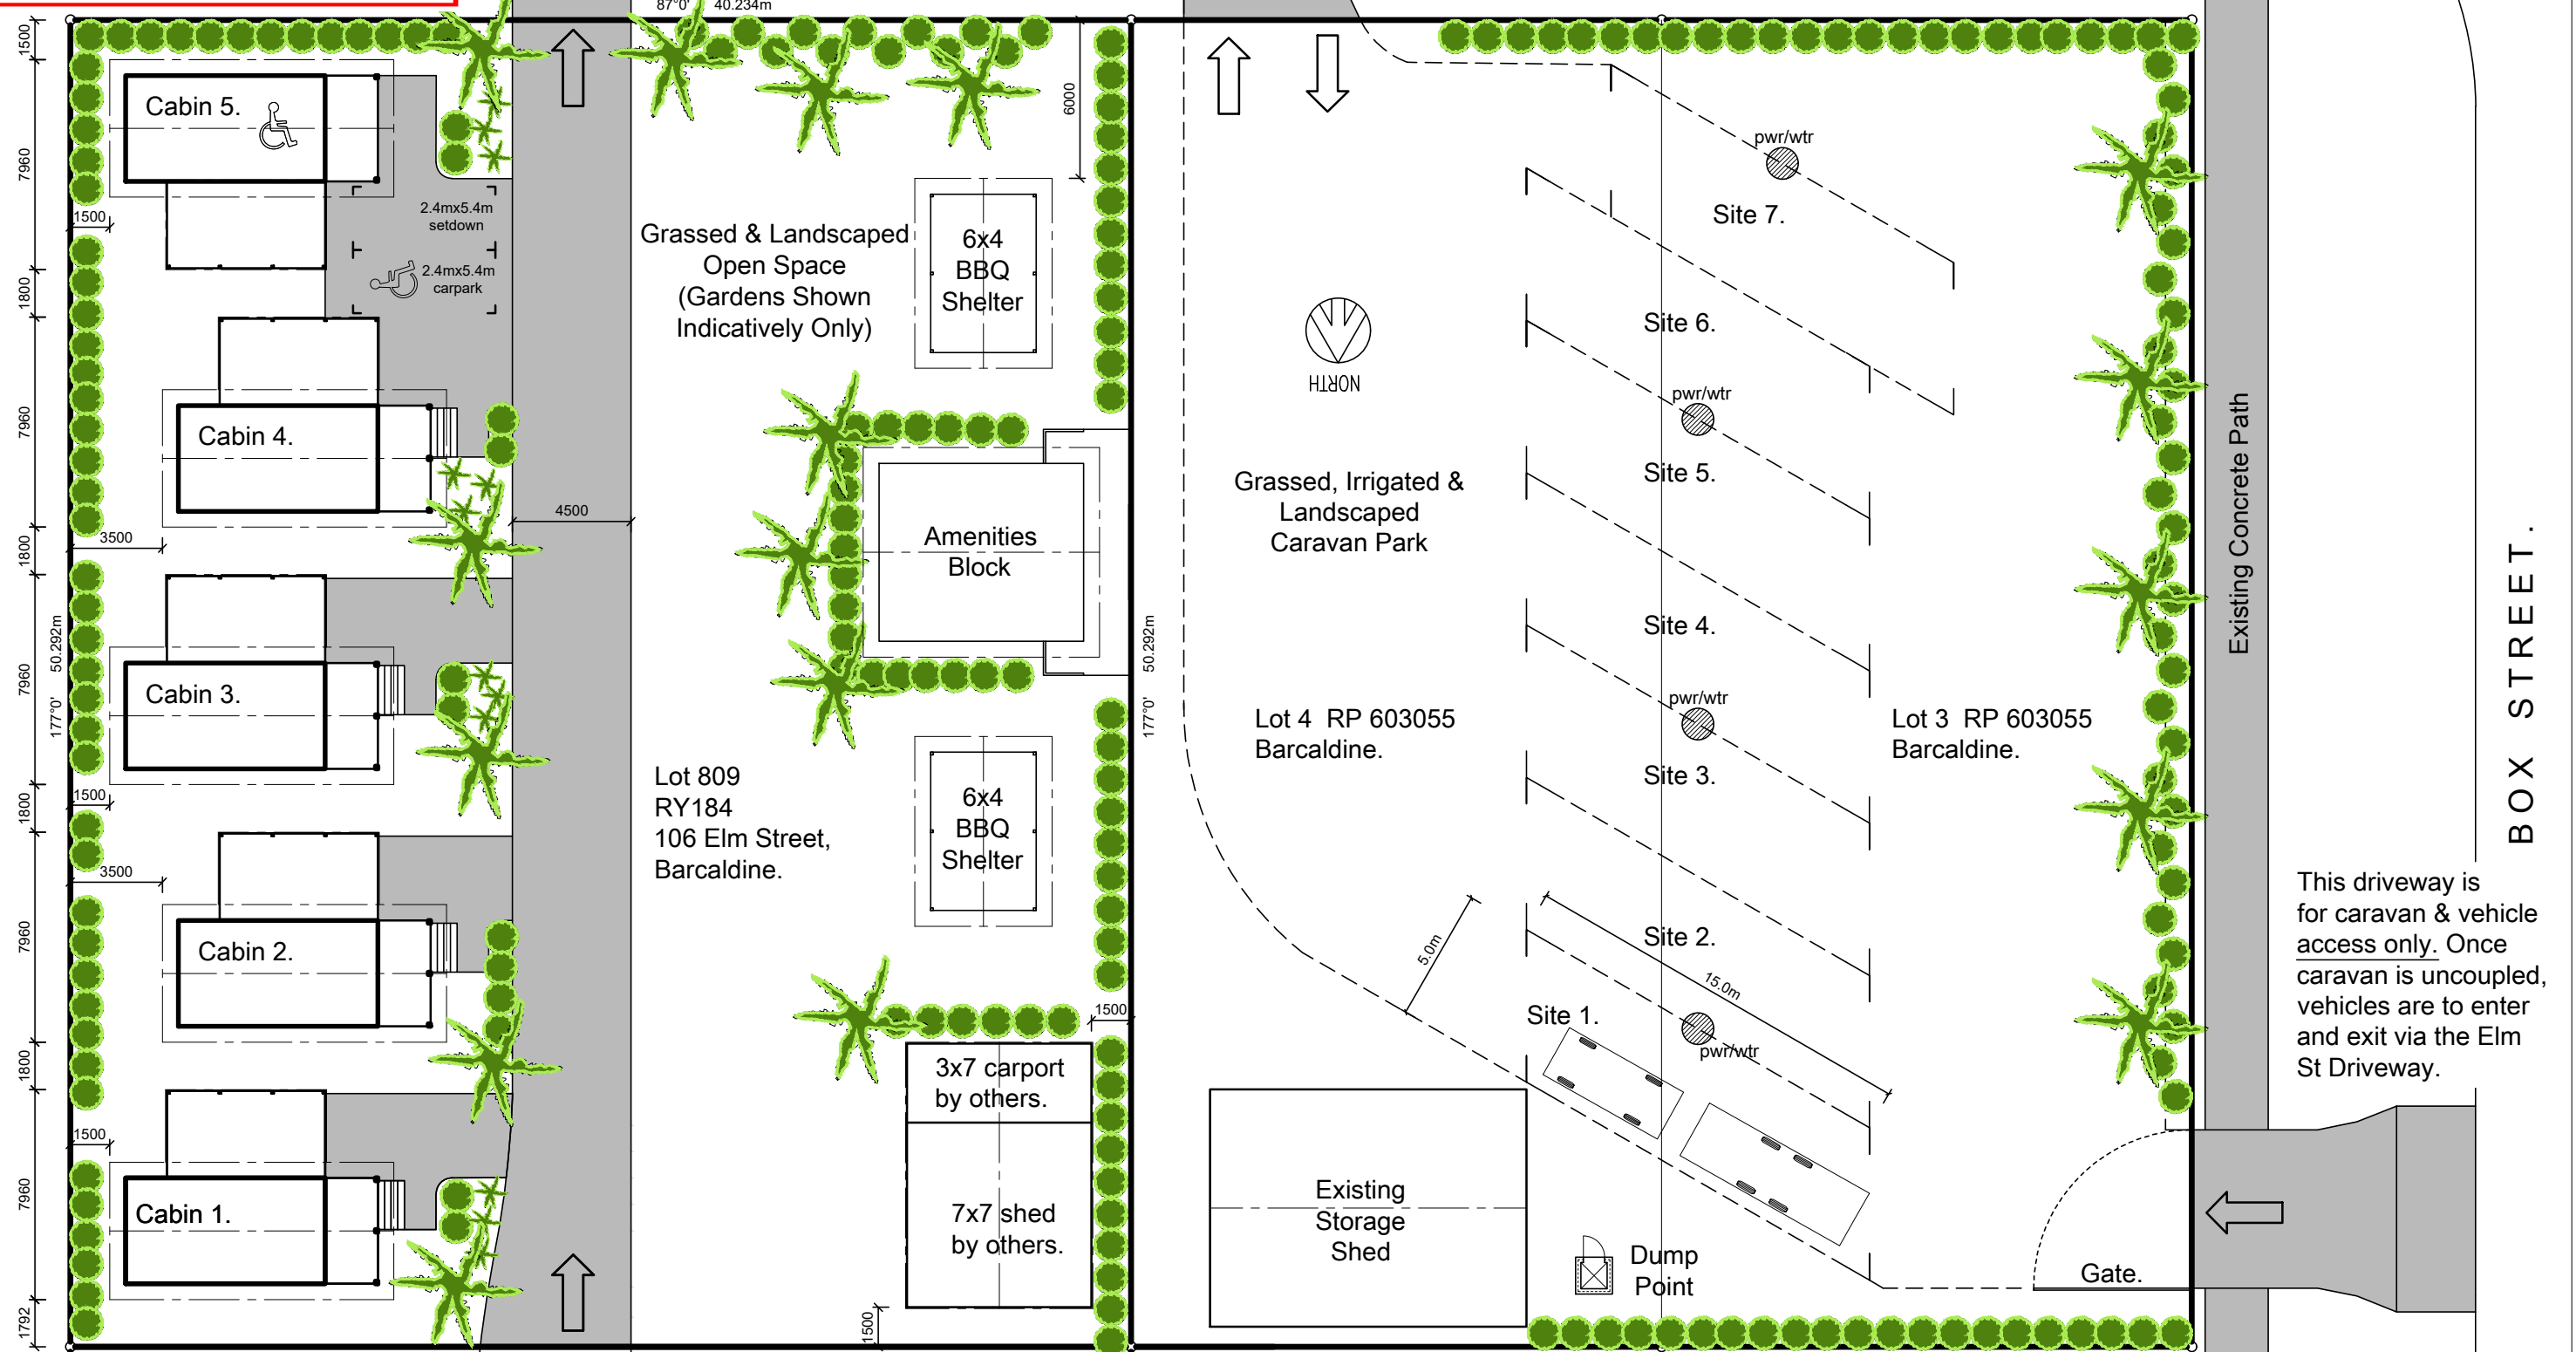 87°0'
40.234m
1500
7960
1800
7960
1800
7960
1800
7960
1800
7960
1792
177°0'
50.292m
Cabin 5.
1500
2.4mx5.4m
setdown
2.4mx5.4m
carpark
Cabin 4.
3500
4500
Cabin 3.
1500
3500
Cabin 2.
1500
Cabin 1.
Grassed & Landscaped
Open Space
(Gardens Shown
Indicatively Only)
6000
6x4
BBQ
Shelter
Amenities
Block
Lot 809
RY184
106 Elm Street,
Barcaldine.
6x4
BBQ
Shelter
1500
3x7 carport
by others.
7x7 shed
by others.
1500
177°0'
50.292m
NORTH
Grassed, Irrigated &
Landscaped
Caravan Park
Lot 4 RP 603055
Barcaldine.
pwr/wtr
Site 7.
Site 6.
pwr/wtr
Site 5.
Site 4.
pwr/wtr
Site 3.
Site 2.
5.0m
15.0m
Site 1.
pwr/wtr
Lot 3 RP 603055
Barcaldine.
Existing
Storage
Shed
Dump
Point
Gate.
Existing Concrete Path
BOX STREET.
This driveway is
for caravan & vehicle
access only. Once
caravan is uncoupled,
vehicles are to enter
and exit via the Elm
St Driveway.